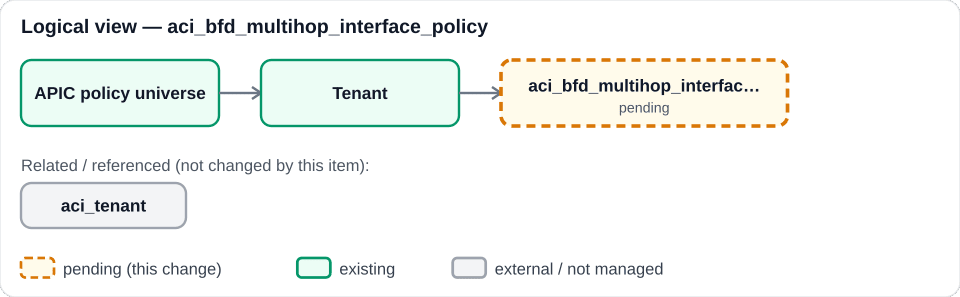 Logical view — aci_bfd_multihop_interface_policy
APIC policy universe
Tenant
aci_bfd_multihop_interfac...
pending
Related / referenced (not changed by this item):
aci_tenant
pending (this change)
existing
external / not managed